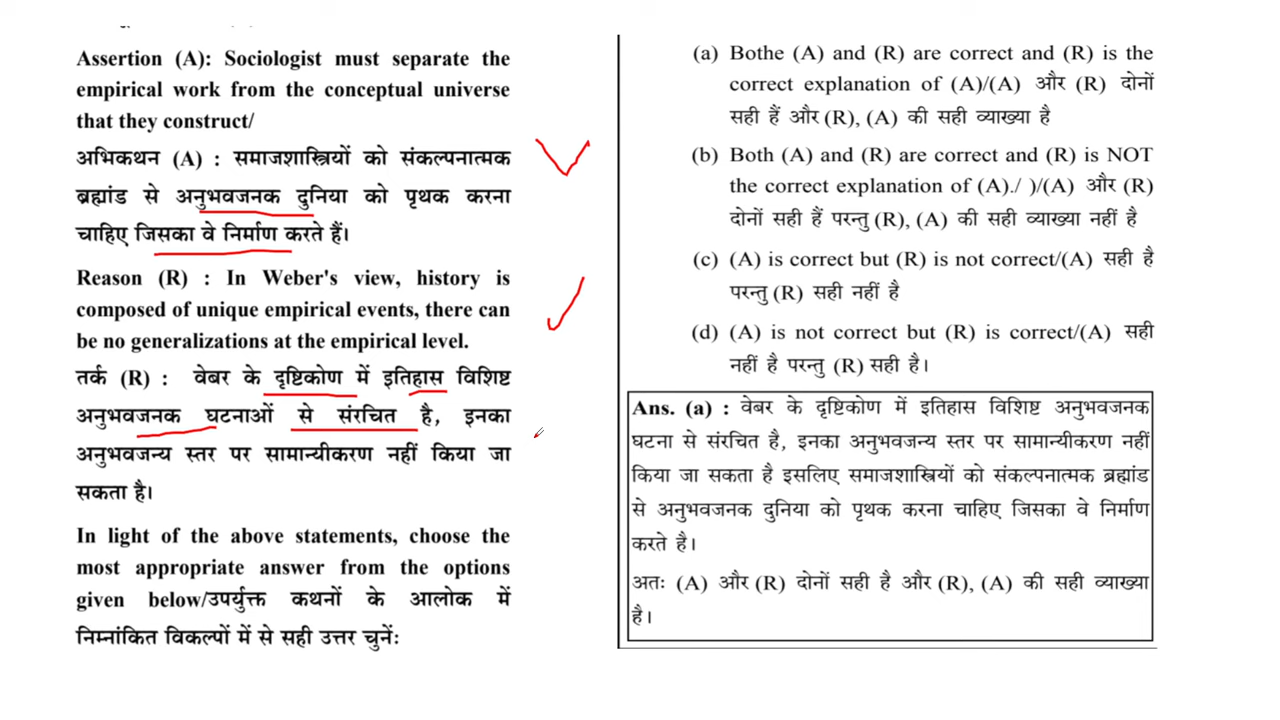 Assertion (A): Sociologist must separate the
empirical work from the conceptual universe
that they construct/
अभिकथन (A) : समाजशास्त्रियों को संकल्पनात्मक
ब्रह्मांड से अनुभवजनक दुनिया को पृथक करना
चाहिए जिसका वे निर्माण करते हैं।
Reason (R) : In Weber's view, history is
composed of unique empirical events, there can
be no generalizations at the empirical level.
तर्क (R) : वेबर के दृष्टिकोण में इतिहास विशिष्ट
अनुभवजनक घटनाओं से संरचित है, इनका
अनुभवजन्य स्तर पर सामान्यीकरण नहीं किया जा
सकता है।
In light of the above statements, choose the
most appropriate answer from the options
given below/उपर्युक्त कथनों के आलोक में
निम्नांकित विकल्पों में से सही उत्तर चुनें:
(a) Bothe (A) and (R) are correct and (R) is the
correct explanation of (A)/(A) और (R) दोनों
सही हैं और (R), (A) की सही व्याख्या है
(b) Both (A) and (R) are correct and (R) is NOT
the correct explanation of (A)./ )/(A) और (R)
दोनों सही हैं परन्तु (R), (A) की सही व्याख्या नहीं है
(c) (A) is correct but (R) is not correct/(A) सही है
परन्तु (R) सही नहीं है
(d) (A) is not correct but (R) is correct/(A) सही
नहीं है परन्तु (R) सही है।
Ans. (a) : वेबर के दृष्टिकोण में इतिहास विशिष्ट अनुभवजनक
घटना से संरचित है, इनका अनुभवजन्य स्तर पर सामान्यीकरण नहीं
किया जा सकता है इसलिए समाजशास्त्रियों को संकल्पनात्मक ब्रह्मांड
से अनुभवजनक दुनिया को पृथक करना चाहिए जिसका वे निर्माण
करते है।
अतः (A) और (R) दोनों सही है और (R), (A) की सही व्याख्या
है।